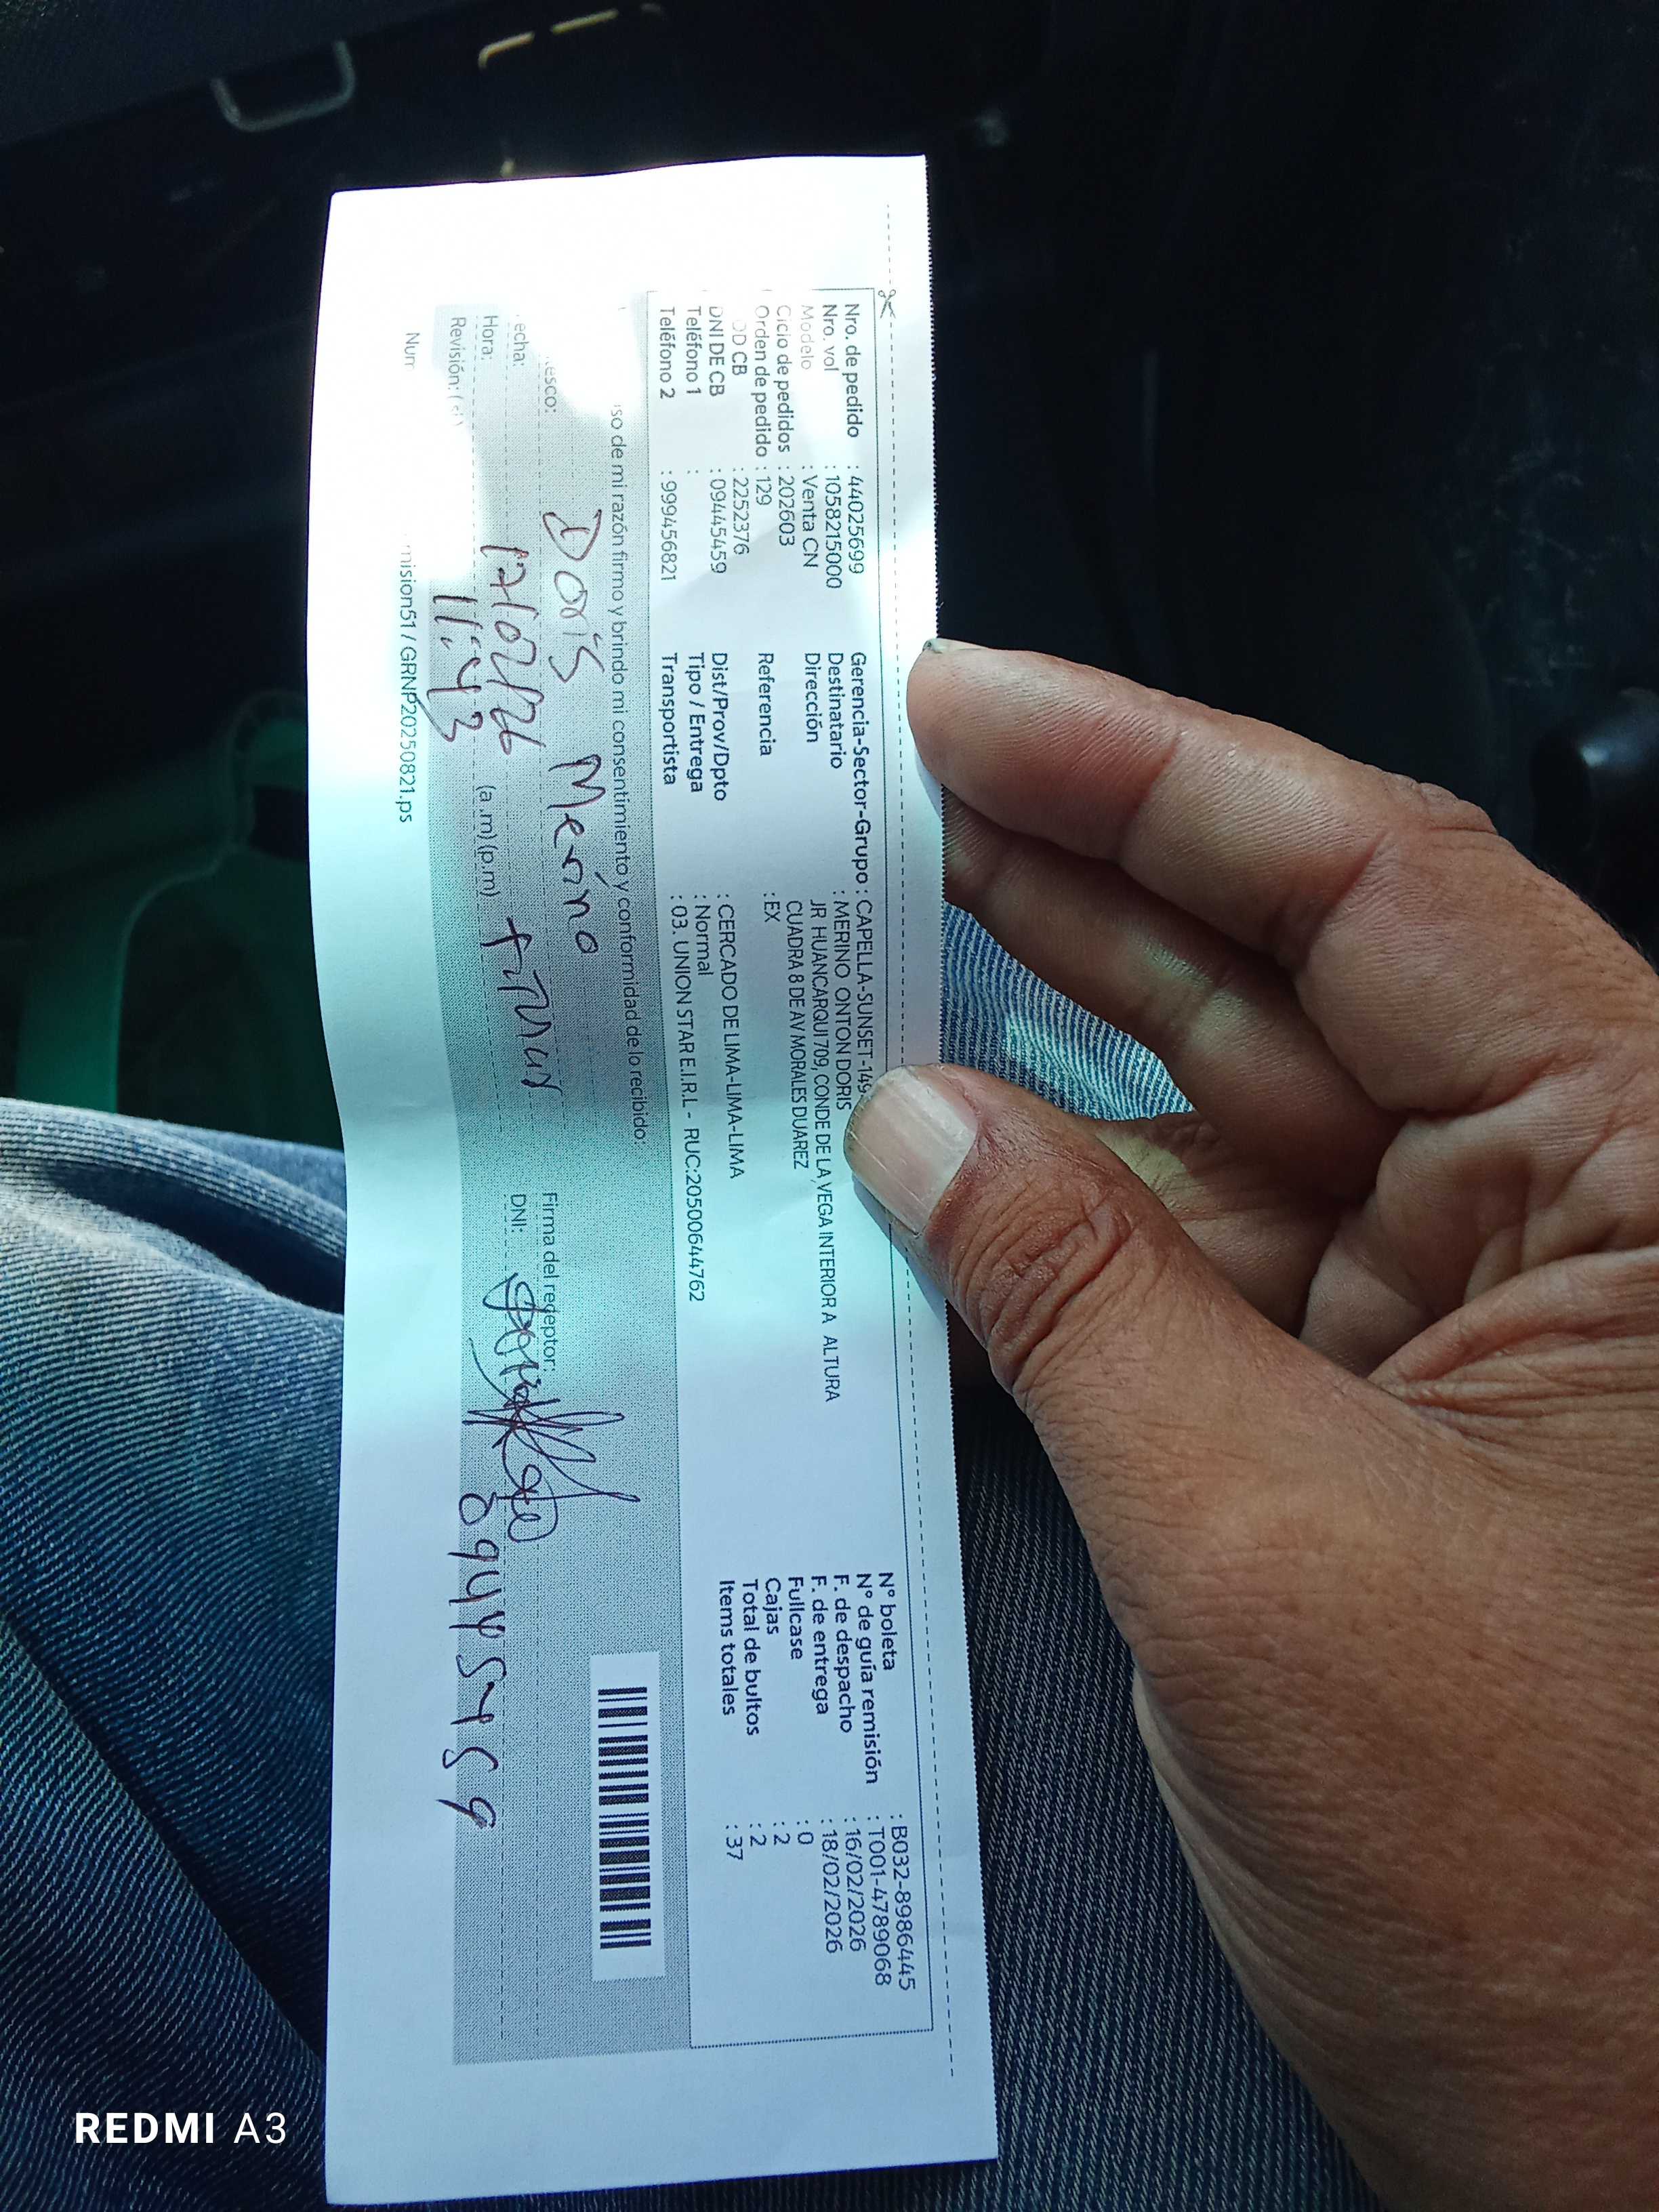 Nro. de pedido : 44025699
Nro. vol : 1058215000
Modelo : Venta CN
Ciclo de pedidos : 202603
Orden de pedido : 129
CB : 2252376
DNI DE CB : 09445459
Teléfono 1 :
Teléfono 2 : 999456821
Gerencia-Sector-Grupo : CAPELLA-SUNSET-149
Destinatario : MERINO ONTON DORIS
Dirección JR HUANCARQUI 709, CONDE DE LA VEGA INTERIOR A ALTURA
CUADRA 8 DE AV MORALES DUAREZ
Referencia : EX
Dist/Prov/Dpto : CERCADO DE LIMA-LIMA-LIMA
Tipo / Entrega : Normal
Transportista : 03. UNION STAR E.I.R.L - RUC:20500644762
N° boleta : B032-8986445
N° de guía remisión : T001-4789068
F. de despacho : 16/02/2026
F. de entrega : 18/02/2026
Fullcase : 0
Cajas : 2
Total de bultos : 2
Items totales : 37
de mi razón firmo y brindo mi consentimiento y conformidad de lo recibido:
Doris Merino
Hora: 11:43 (a.m)(p.m)
Revisión:
Firma del receptor:
DNI: 09445459
mision51 / GRNP20250821.ps
REDMI A3